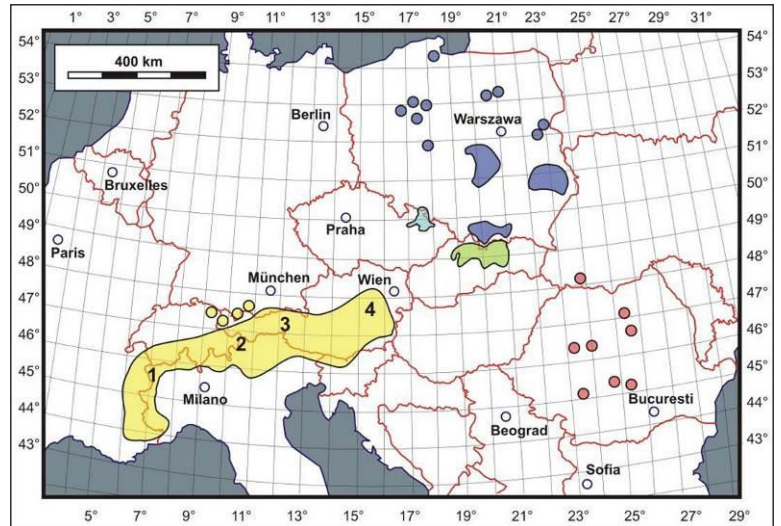 1° 3° 5° 7° 9° 11° 13° 15° 17° 19° 21° 23° 25° 27° 29° 31°
54° 54°
400 km
53° 53°
52° 52°
Berlin
Warszawa
51° 51°
Bruxelles
50° 50°
49° Praha 49°
Paris
48° 48°
München Wien
47° 47°
4
3
46° 2 46°
1
45° 45°
Milano Bucuresti
44° 44°
Beograd
43° 43°
Sofia
5° 7° 9° 11° 13° 15° 17° 19° 21° 23° 25° 27° 29°